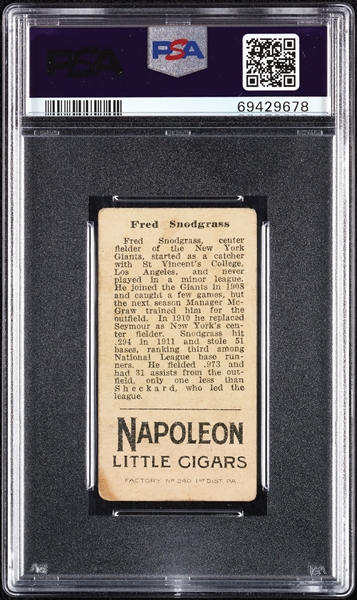 PSA
PSA
69429678
Fred Snodgrass
Fred Snodgrass, center
fielder of the New York
Giants, started as a catcher
with St Vincent's College,
Los Angeles, and never
played in a minor league.
He joined the Giants in 1908
and caught a few games, but
the next season Manager Mc-
Graw trained him for the
outfield. In 1910 he replaced
Seymour as New York's cen-
ter fielder. Snodgrass hit
.294 in 1911 and stole 51
bases, ranking third among
National League base run-
ners. He fielded .973 and
had 31 assists from the out-
field, only one less than
Sheckard, who led the
league.
NAPOLEON
LITTLE CIGARS
FACTORY Nº 240 1ST DIST. PA.